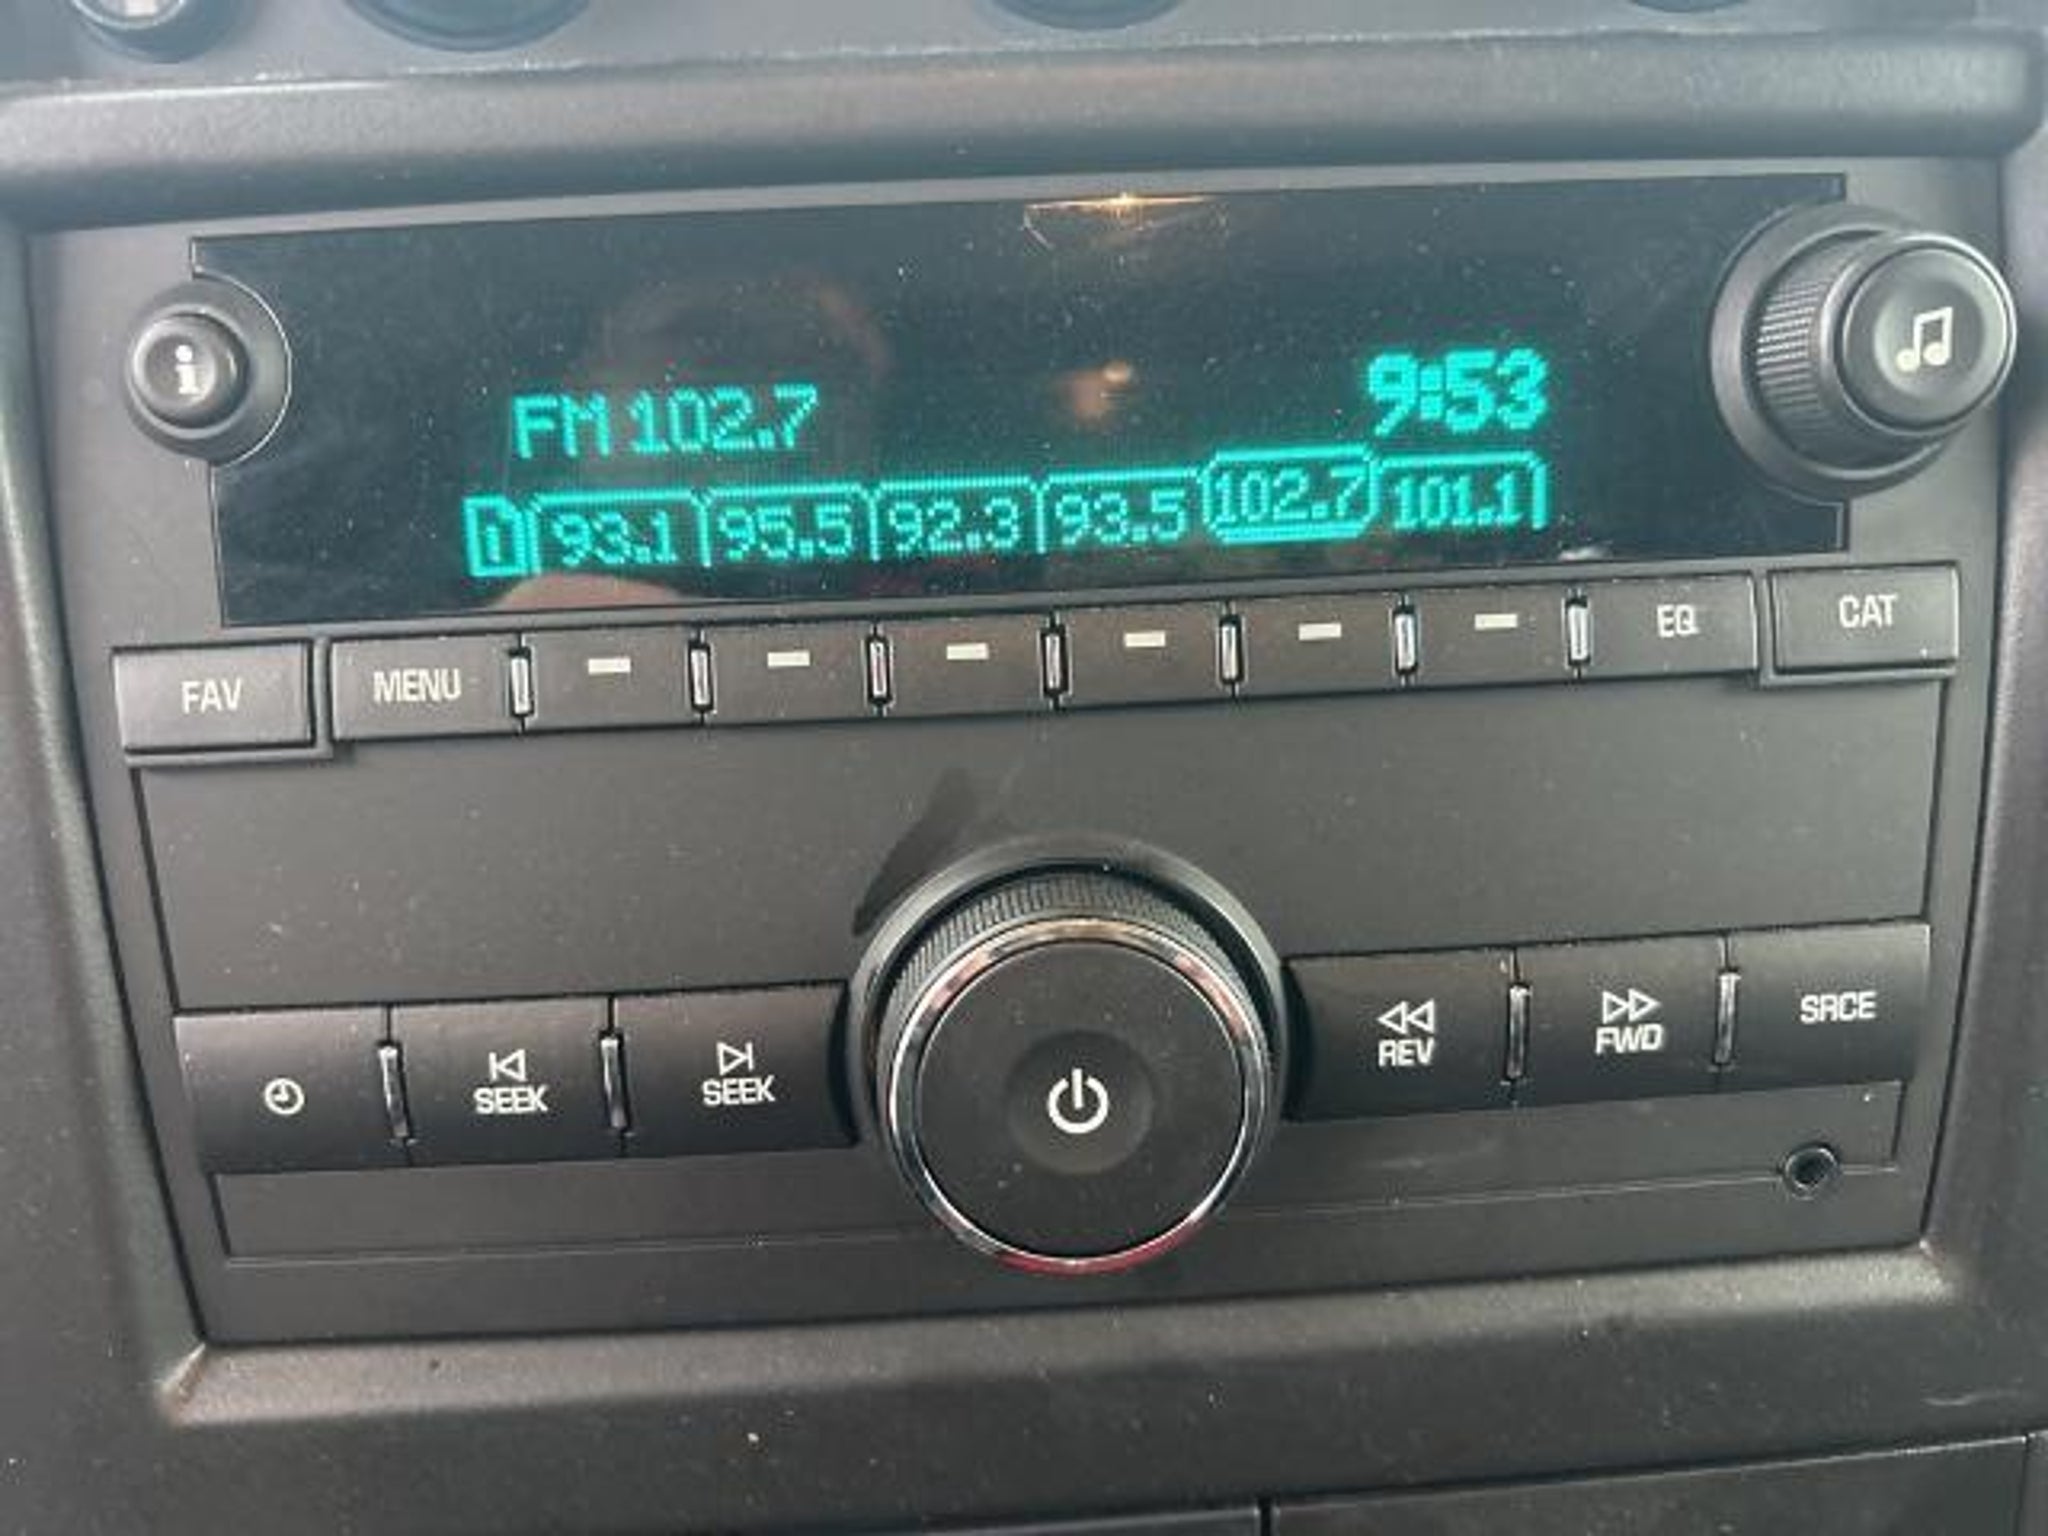 FM 102.7 9:53
1 93.1 95.5 92.3 93.5 102.7 101.1
FAV MENU EQ CAT
SEEK SEEK REV FWD SRCE